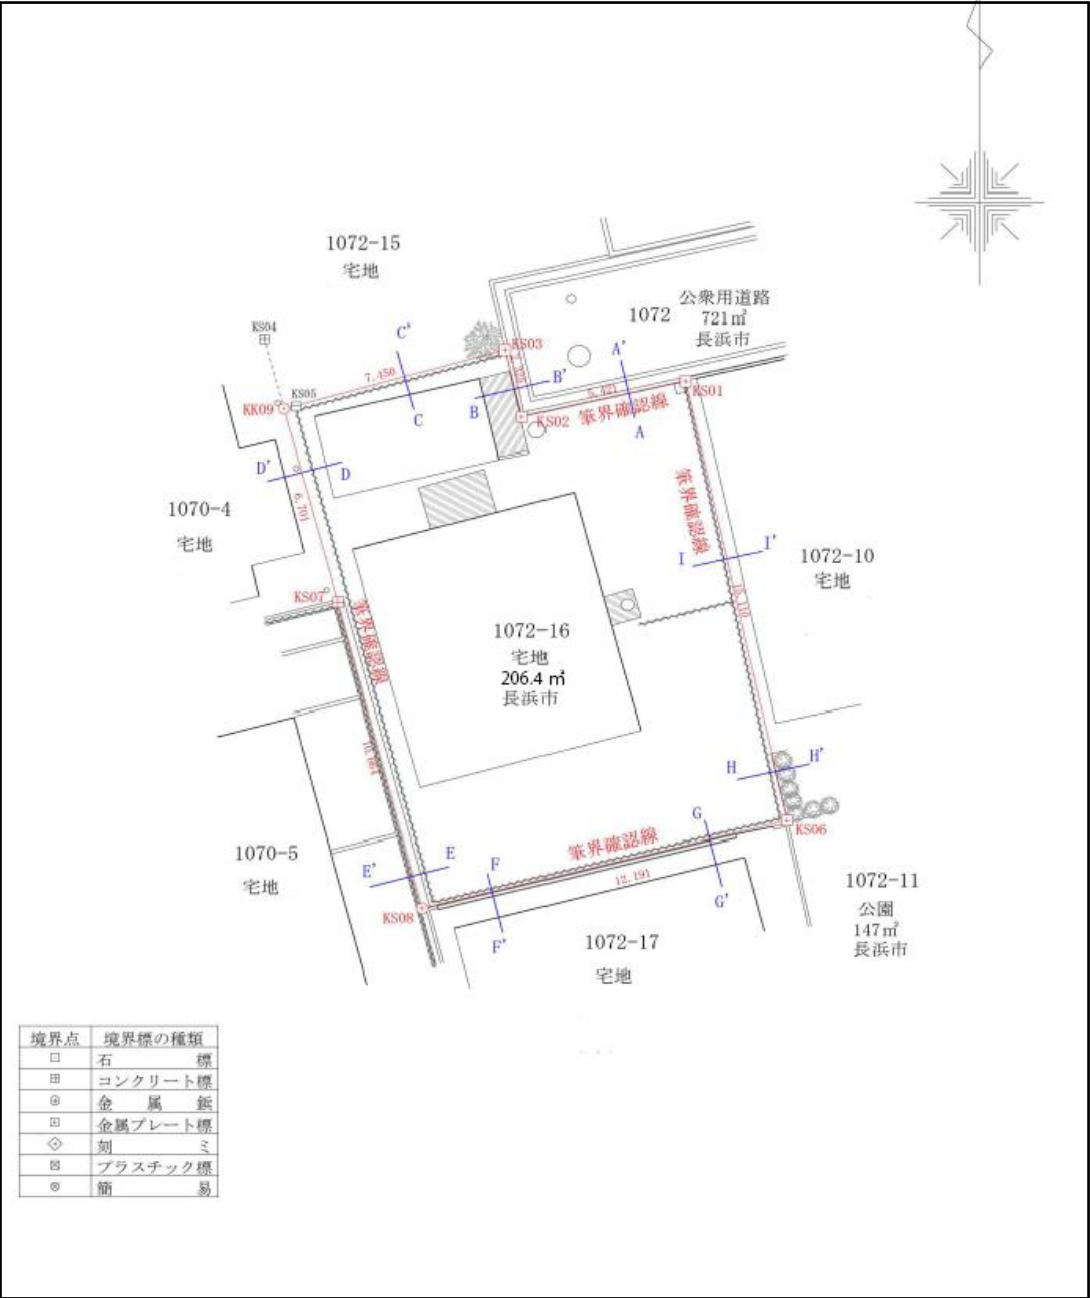 1072-15
宅地
公衆用道路
1072
721㎡
長浜市
KS04
C'
KS03
A'
7.450
B'
KS01
KS05
5.421
KK09
C
B
KS02
筆界確認線
A
D'
D
筆界確認線
6.701
1070-4
宅地
I
I'
1072-10
宅地
KS07
15.110
筆界確認線
1072-16
宅地
206.4 ㎡
長浜市
H
H'
G
KS06
筆界確認線
1070-5
宅地
E'
E
F
12.191
G'
1072-11
公園
147㎡
長浜市
KS08
F'
1072-17
宅地
境界点 境界標の種類
石標
コンクリート標
金属鋲
金属プレート標
刻ミ
プラスチック標
簡易